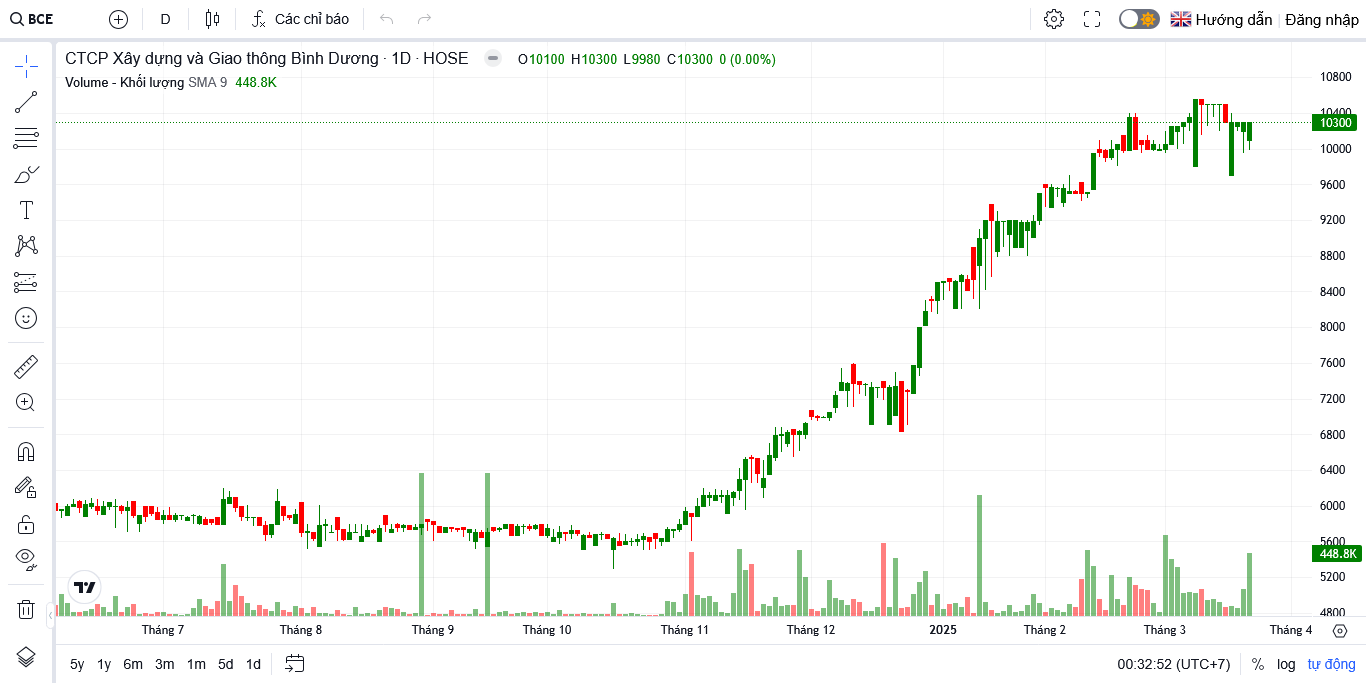 BCE D Các chỉ báo Hướng dẫn Đăng nhập
CTCP Xây dựng và Giao thông Bình Dương · 1D · HOSE O10100 H10300 L9980 C10300 0 (0.00%)
Volume - Khối lượng SMA 9 448.8K
10800
10400
10300
10000
9600
9200
8800
8400
8000
7600
7200
6800
6400
6000
5600
448.8K
5200
4800
Tháng 7 Tháng 8 Tháng 9 Tháng 10 Tháng 11 Tháng 12 2025 Tháng 2 Tháng 3 Tháng 4
5y 1y 6m 3m 1m 5d 1d 00:32:52 (UTC+7) % log tự động